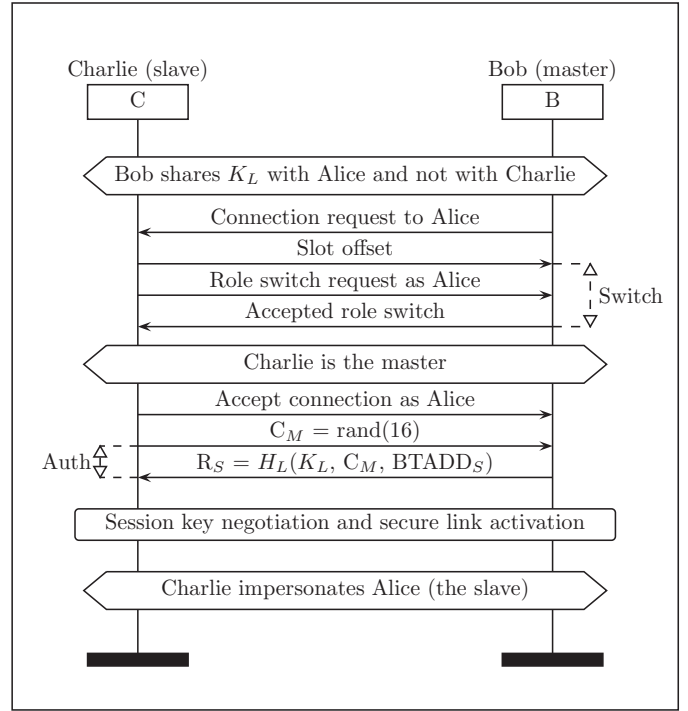 Charlie (slave) Bob (master)
C B
Bob shares K_L with Alice and not with Charlie
Connection request to Alice
Slot offset
Role switch request as Alice
Switch
Accepted role switch
Charlie is the master
Accept connection as Alice
C_M = rand(16)
Auth
R_S = H_L(K_L, C_M, BTADD_S)
Session key negotiation and secure link activation
Charlie impersonates Alice (the slave)